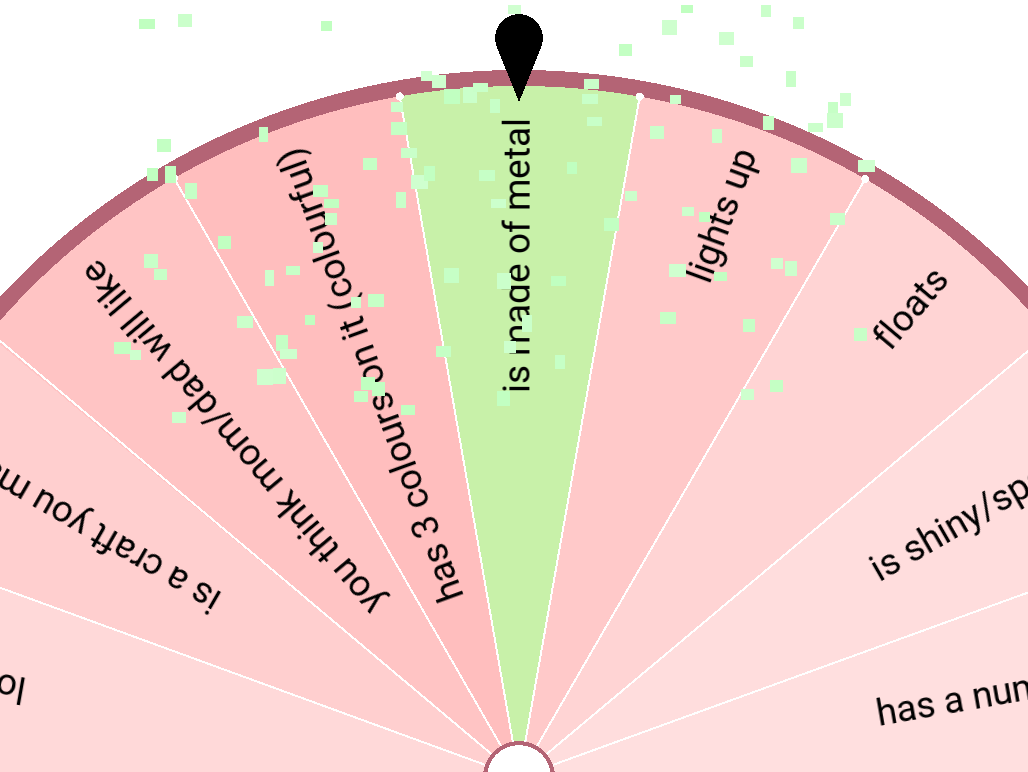 lo
is a craft you m
you think mom/dad will like
has 3 colours on it (colourful)
is made of metal
lights up
floats
is shiny/sp
has a nun